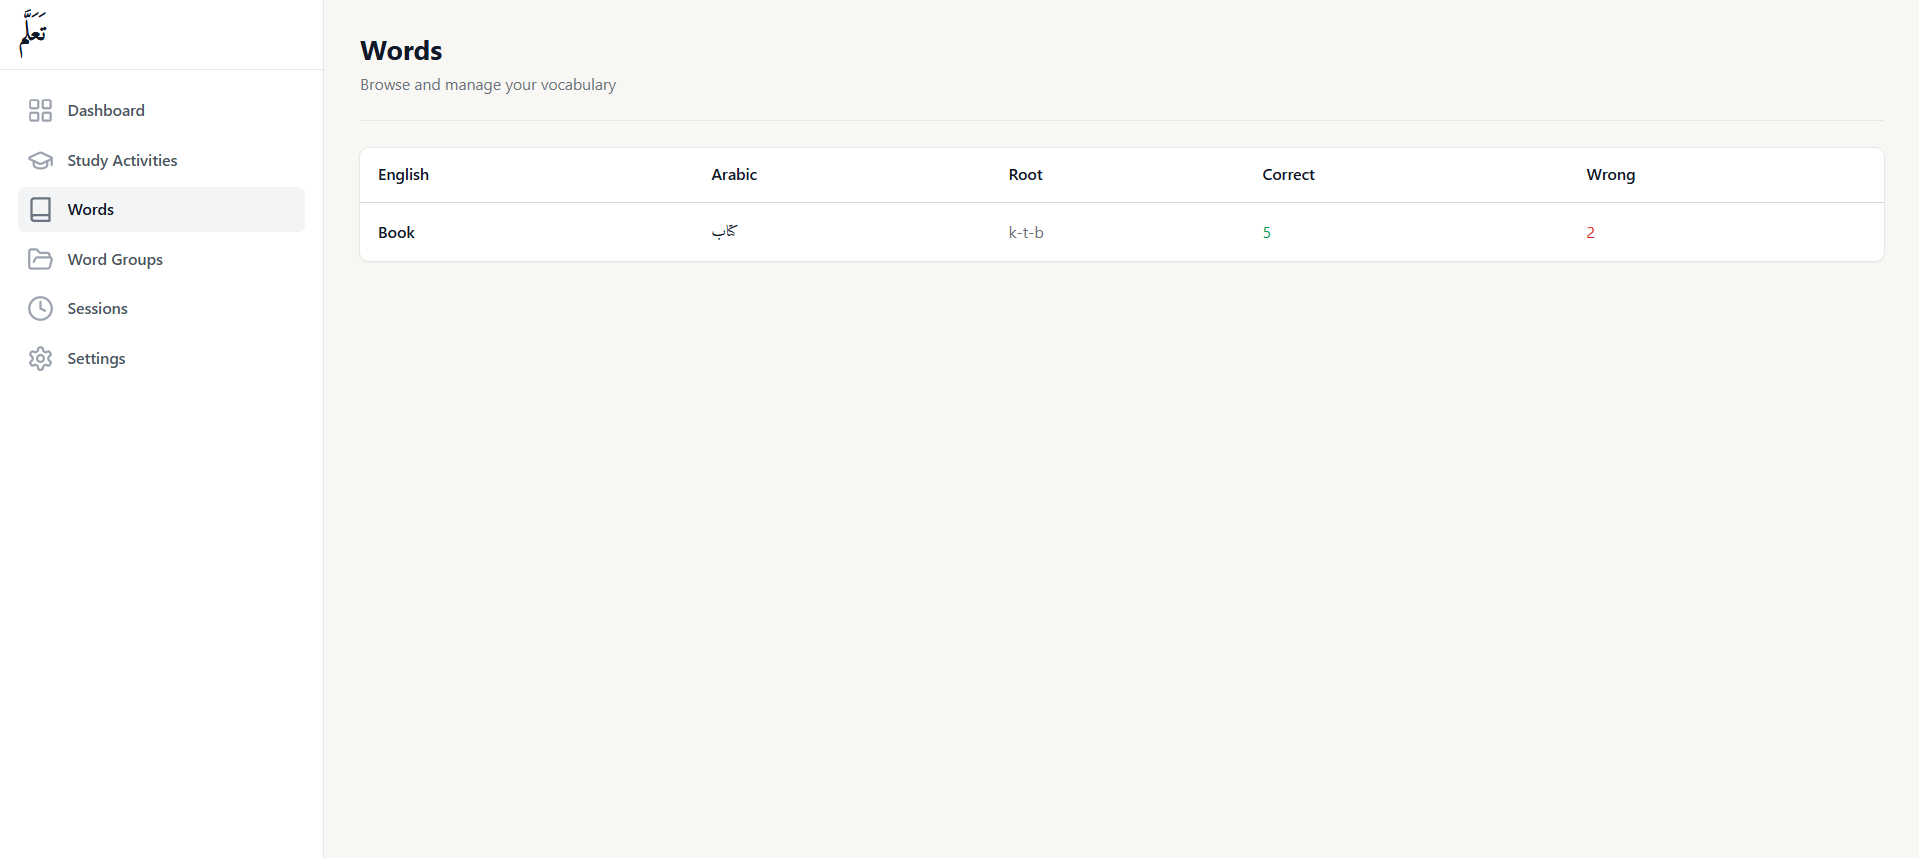 تَعَلَّم
Dashboard
Study Activities
Words
Word Groups
Sessions
Settings
Words
Browse and manage your vocabulary
English Arabic Root Correct Wrong
Book كتاب k-t-b 5 2